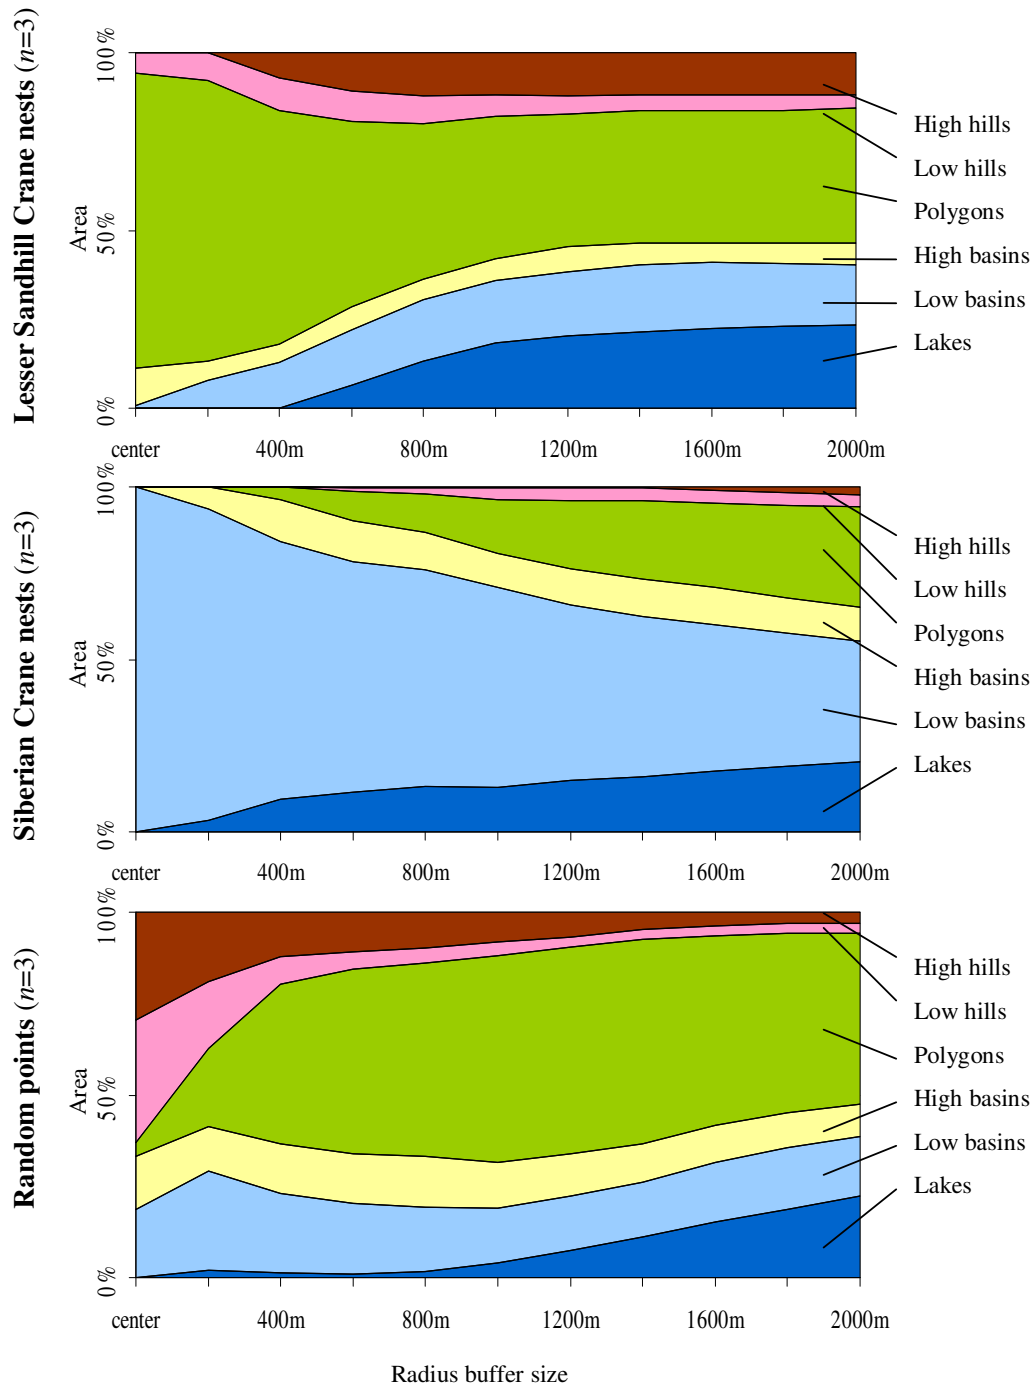 Lesser Sandhill Crane nests (n=3)
Area
100%
50%
0%
center 400m 800m 1200m 1600m 2000m
High hills
Low hills
Polygons
High basins
Low basins
Lakes
Siberian Crane nests (n=3)
Area
100%
50%
0%
center 400m 800m 1200m 1600m 2000m
High hills
Low hills
Polygons
High basins
Low basins
Lakes
Random points (n=3)
Area
100%
50%
0%
center 400m 800m 1200m 1600m 2000m
High hills
Low hills
Polygons
High basins
Low basins
Lakes
Radius buffer size